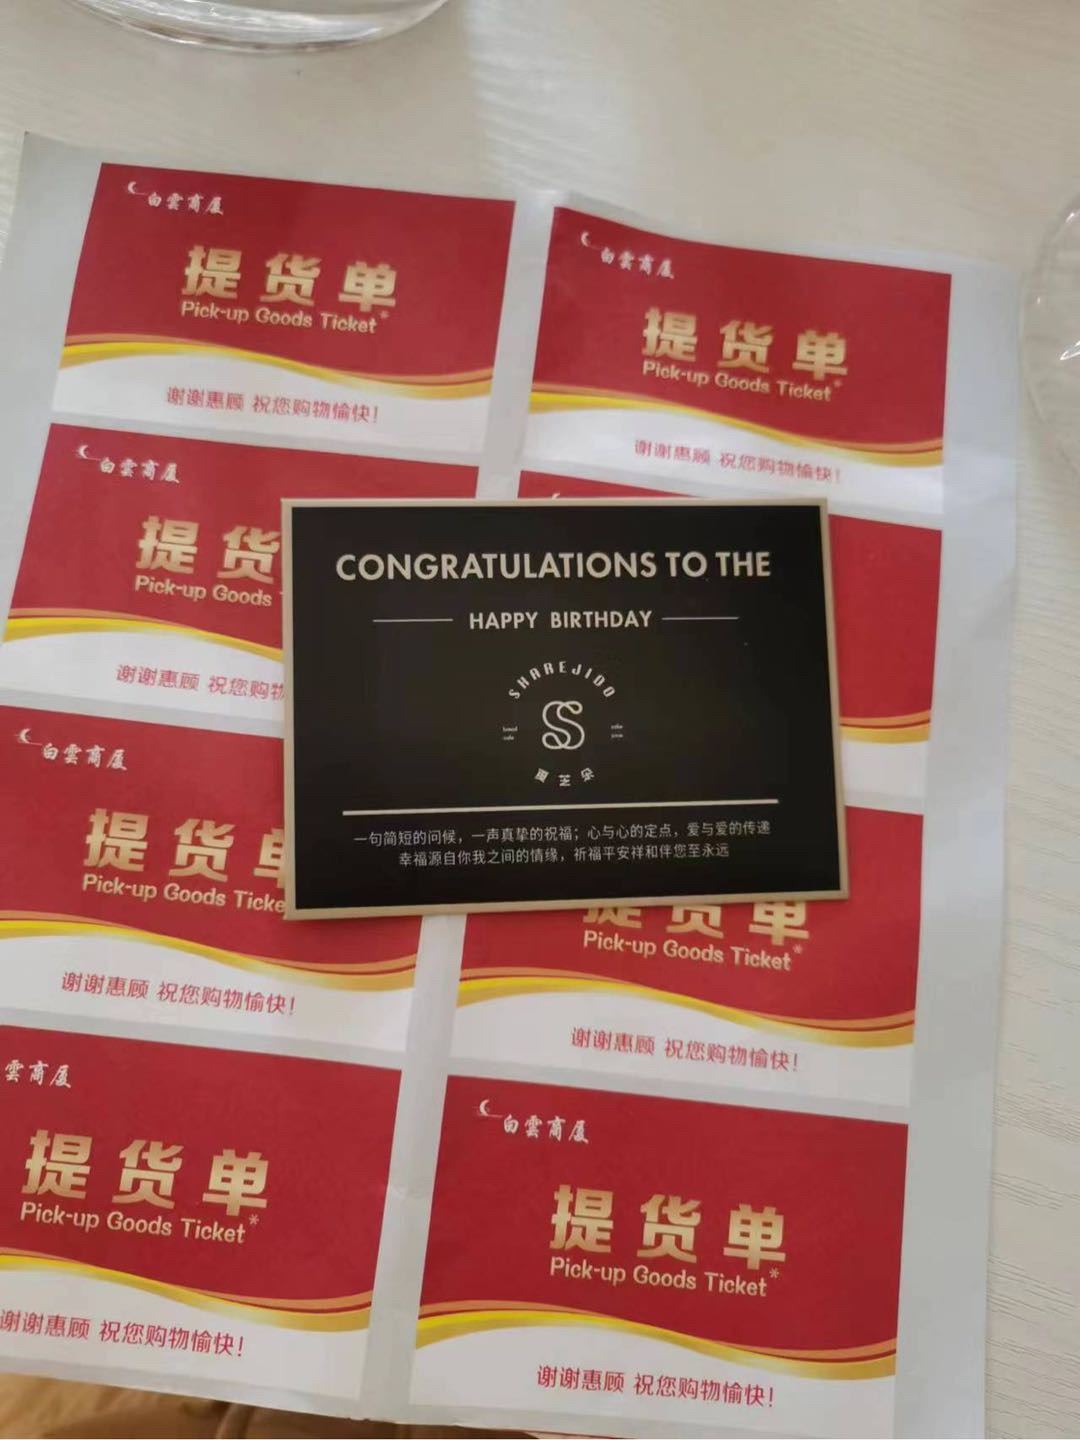 白雲商厦
提货单
Pick-up Goods Ticket*
谢谢惠顾 祝您购物愉快!
白雲商厦
提货单
Pick-up Goods Ticket*
谢谢惠顾 祝您购物愉快!
白雲商厦
提货
Pick-up Goods
谢谢惠顾 祝您购物
CONGRATULATIONS TO THE
HAPPY BIRTHDAY
SHAREJIDO
SS
一句简短的问候，一声真挚的祝福；心与心的定点，爱与爱的传递
幸福源自你我之间的情缘，祈福平安祥和伴您至永远
白雲商厦
提货单
Pick-up Goods Ticke
谢谢惠顾 祝您购物愉快!
提货单
Pick-up Goods Ticket*
谢谢惠顾 祝您购物愉快!
雲商厦
提货单
Pick-up Goods Ticket*
谢谢惠顾 祝您购物愉快!
白雲商厦
提货单
Pick-up Goods Ticket*
谢谢惠顾 祝您购物愉快!